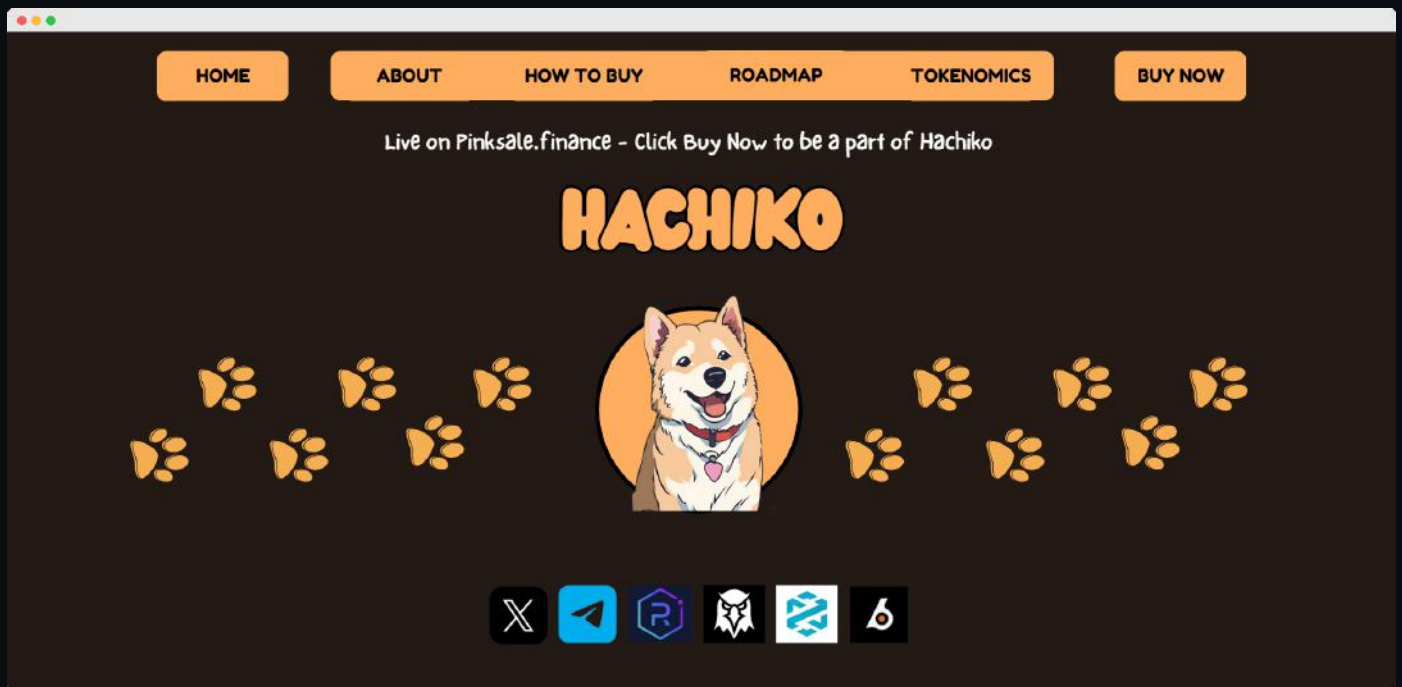 HOME ABOUT HOW TO BUY ROADMAP TOKENOMICS BUY NOW
Live on Pinksale.finance - Click Buy Now to be a part of Hachiko
HACHIKO